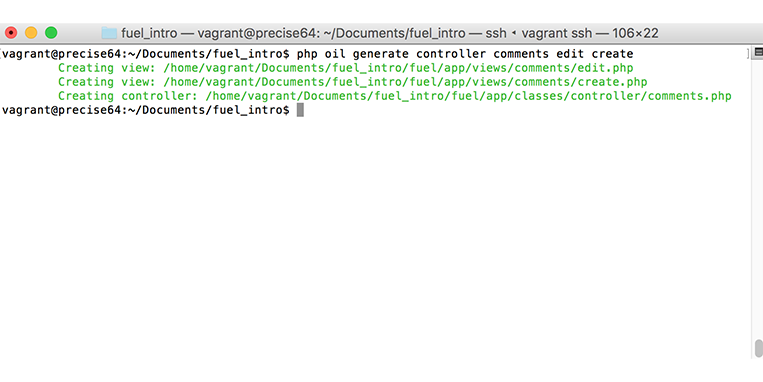 fuel_intro — vagrant@precise64: ~/Documents/fuel_intro — ssh ‹ vagrant ssh — 106×22
[vagrant@precise64:~/Documents/fuel_intro$ php oil generate controller comments edit create ]
Creating view: /home/vagrant/Documents/fuel_intro/fuel/app/views/comments/edit.php
Creating view: /home/vagrant/Documents/fuel_intro/fuel/app/views/comments/create.php
Creating controller: /home/vagrant/Documents/fuel_intro/fuel/app/classes/controller/comments.php
vagrant@precise64:~/Documents/fuel_intro$